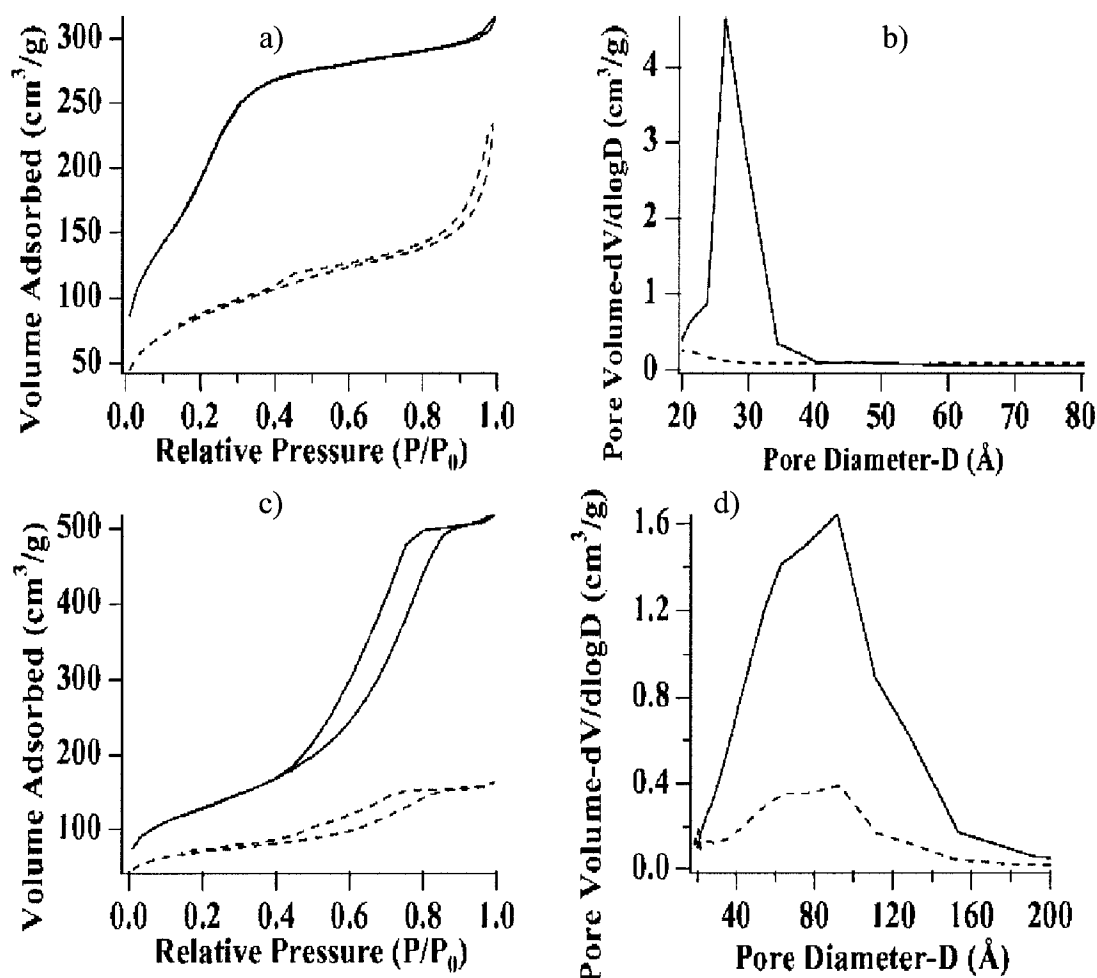 a)
Volume Adsorbed (cm³/g)
300
250
200
150
100
50
0.0 0.2 0.4 0.6 0.8 1.0
Relative Pressure (P/P₀)
b)
Pore Volume-dV/dlogD (cm³/g)
4
3
2
1
0
20 30 40 50 60 70 80
Pore Diameter-D (Å)
c)
Volume Adsorbed (cm³/g)
500
400
300
200
100
0.0 0.2 0.4 0.6 0.8 1.0
Relative Pressure (P/P₀)
d)
Pore Volume-dV/dlogD (cm³/g)
1.6
1.2
0.8
0.4
0.0
40 80 120 160 200
Pore Diameter-D (Å)